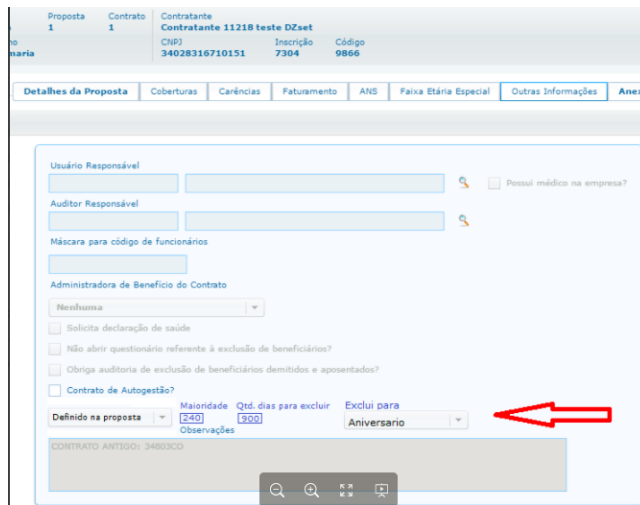 Proposta Contrato Contratante
1 1 Contratante 11218 teste DZset
no CNPJ Inscrição Código
maria 34028316710151 7304 9866
Detalhes da Proposta Coberturas Carências Faturamento ANS Faixa Etária Especial Outras Informações Anex
Usuário Responsável
Possui médico na empresa?
Auditor Responsável
Máscara para código de funcionários
Administradora de Benefício do Contrato
Nenhuma
Solicita declaração de saúde
Não abrir questionário referente à exclusão de beneficiários?
Obriga auditoria de exclusão de beneficiários demitidos e aposentados?
Contrato de Autogestão?
Maioridade Qtd. dias para excluir Exclui para
Definido na proposta 240 900 Aniversario
Observações
CONTRATO ANTIGO: 34803CO